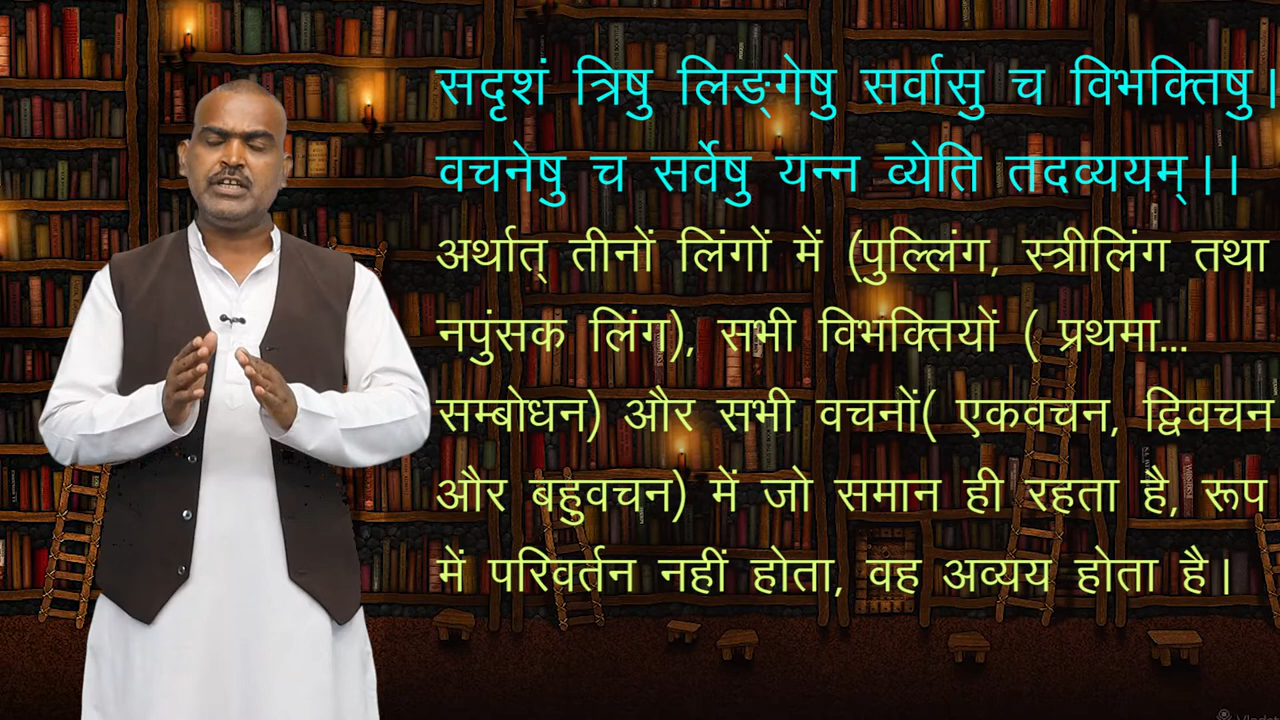 सदृशं त्रिषु लिङ्गेषु सर्वासु च विभक्तिषु।
वचनेषु च सर्वेषु यन्न व्येति तदव्ययम्।।
अर्थात् तीनों लिंगों में (पुल्लिंग, स्त्रीलिंग तथा
नपुंसक लिंग), सभी विभक्तियों ( प्रथमा...
सम्बोधन) और सभी वचनों( एकवचन, द्विवचन
और बहुवचन) में जो समान ही रहता है, रूप
में परिवर्तन नहीं होता, वह अव्यय होता है।